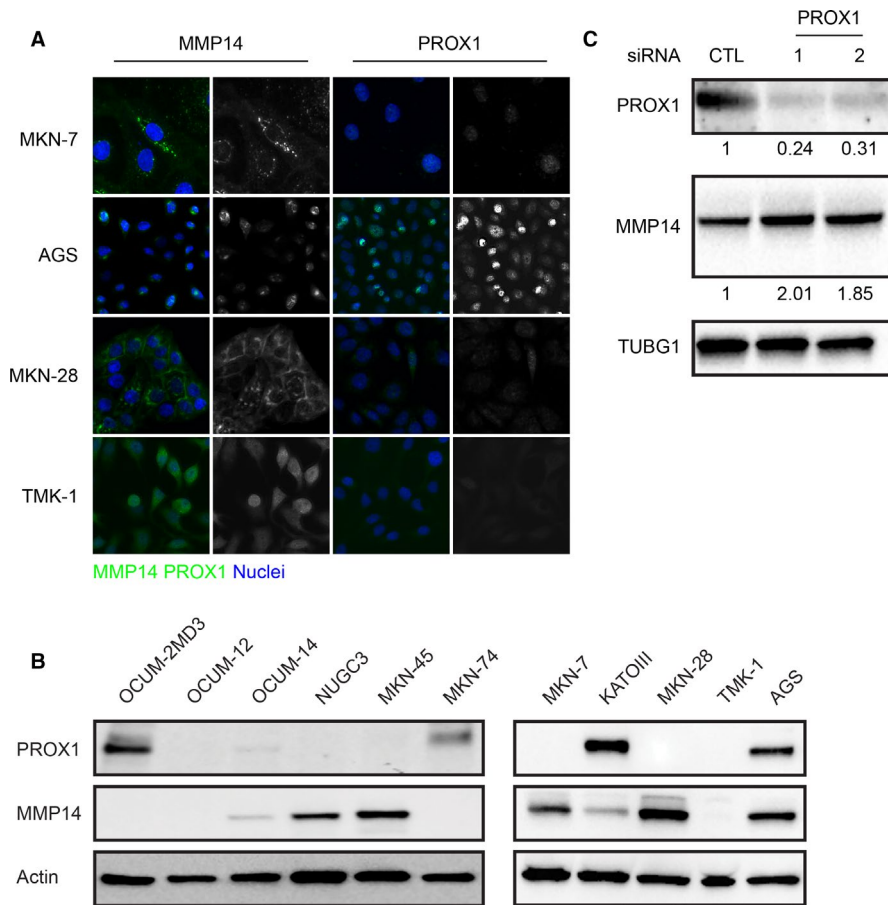 A
MMP14 PROX1
MKN-7
AGS
MKN-28
TMK-1
MMP14 PROX1 Nuclei
C
PROX1
siRNA CTL 1 2
PROX1
1 0.24 0.31
MMP14
1 2.01 1.85
TUBG1
B
OCUM-2MD3 OCUM-12 OCUM-14 NUGC3 MKN-45 MKN-74 MKN-7 KATOIII MKN-28 TMK-1 AGS
PROX1
MMP14
Actin